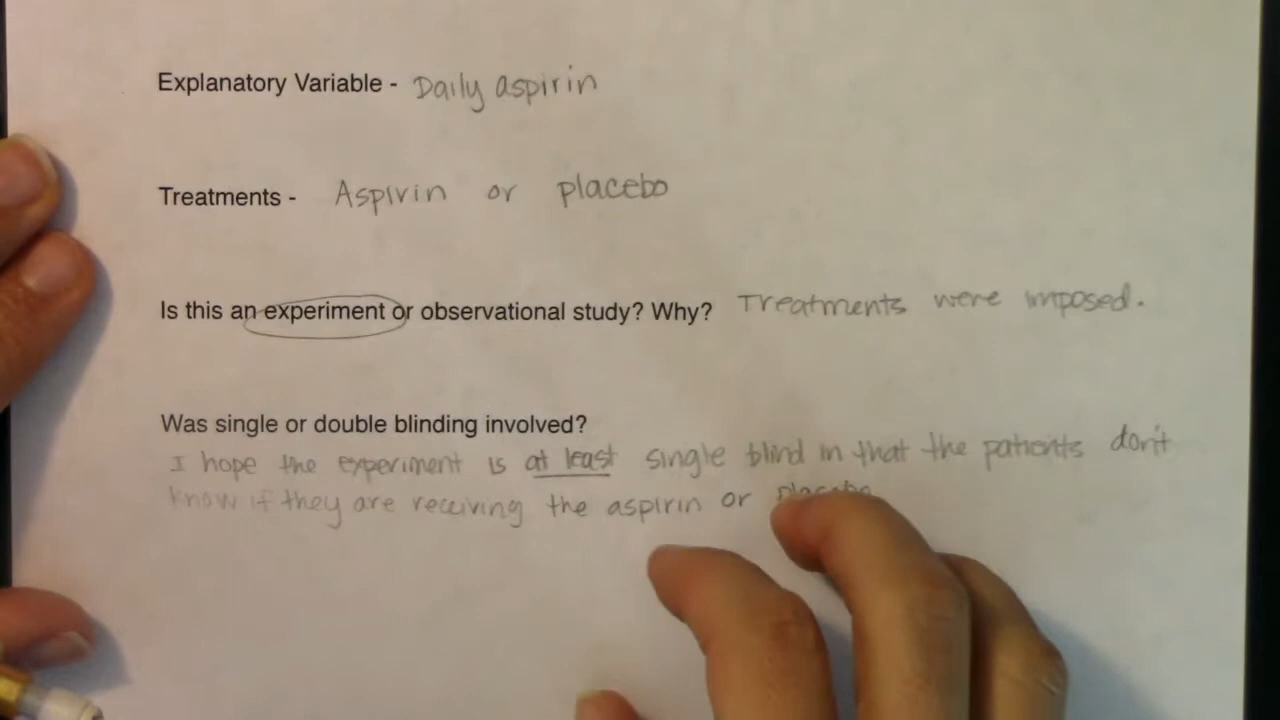 Explanatory Variable - Daily aspirin
Treatments - Aspirin or placebo
Is this an experiment or observational study? Why? Treatments were imposed.
Was single or double blinding involved?
I hope the experiment is at least single blind in that the patients don't
know if they are receiving the aspirin or placebo